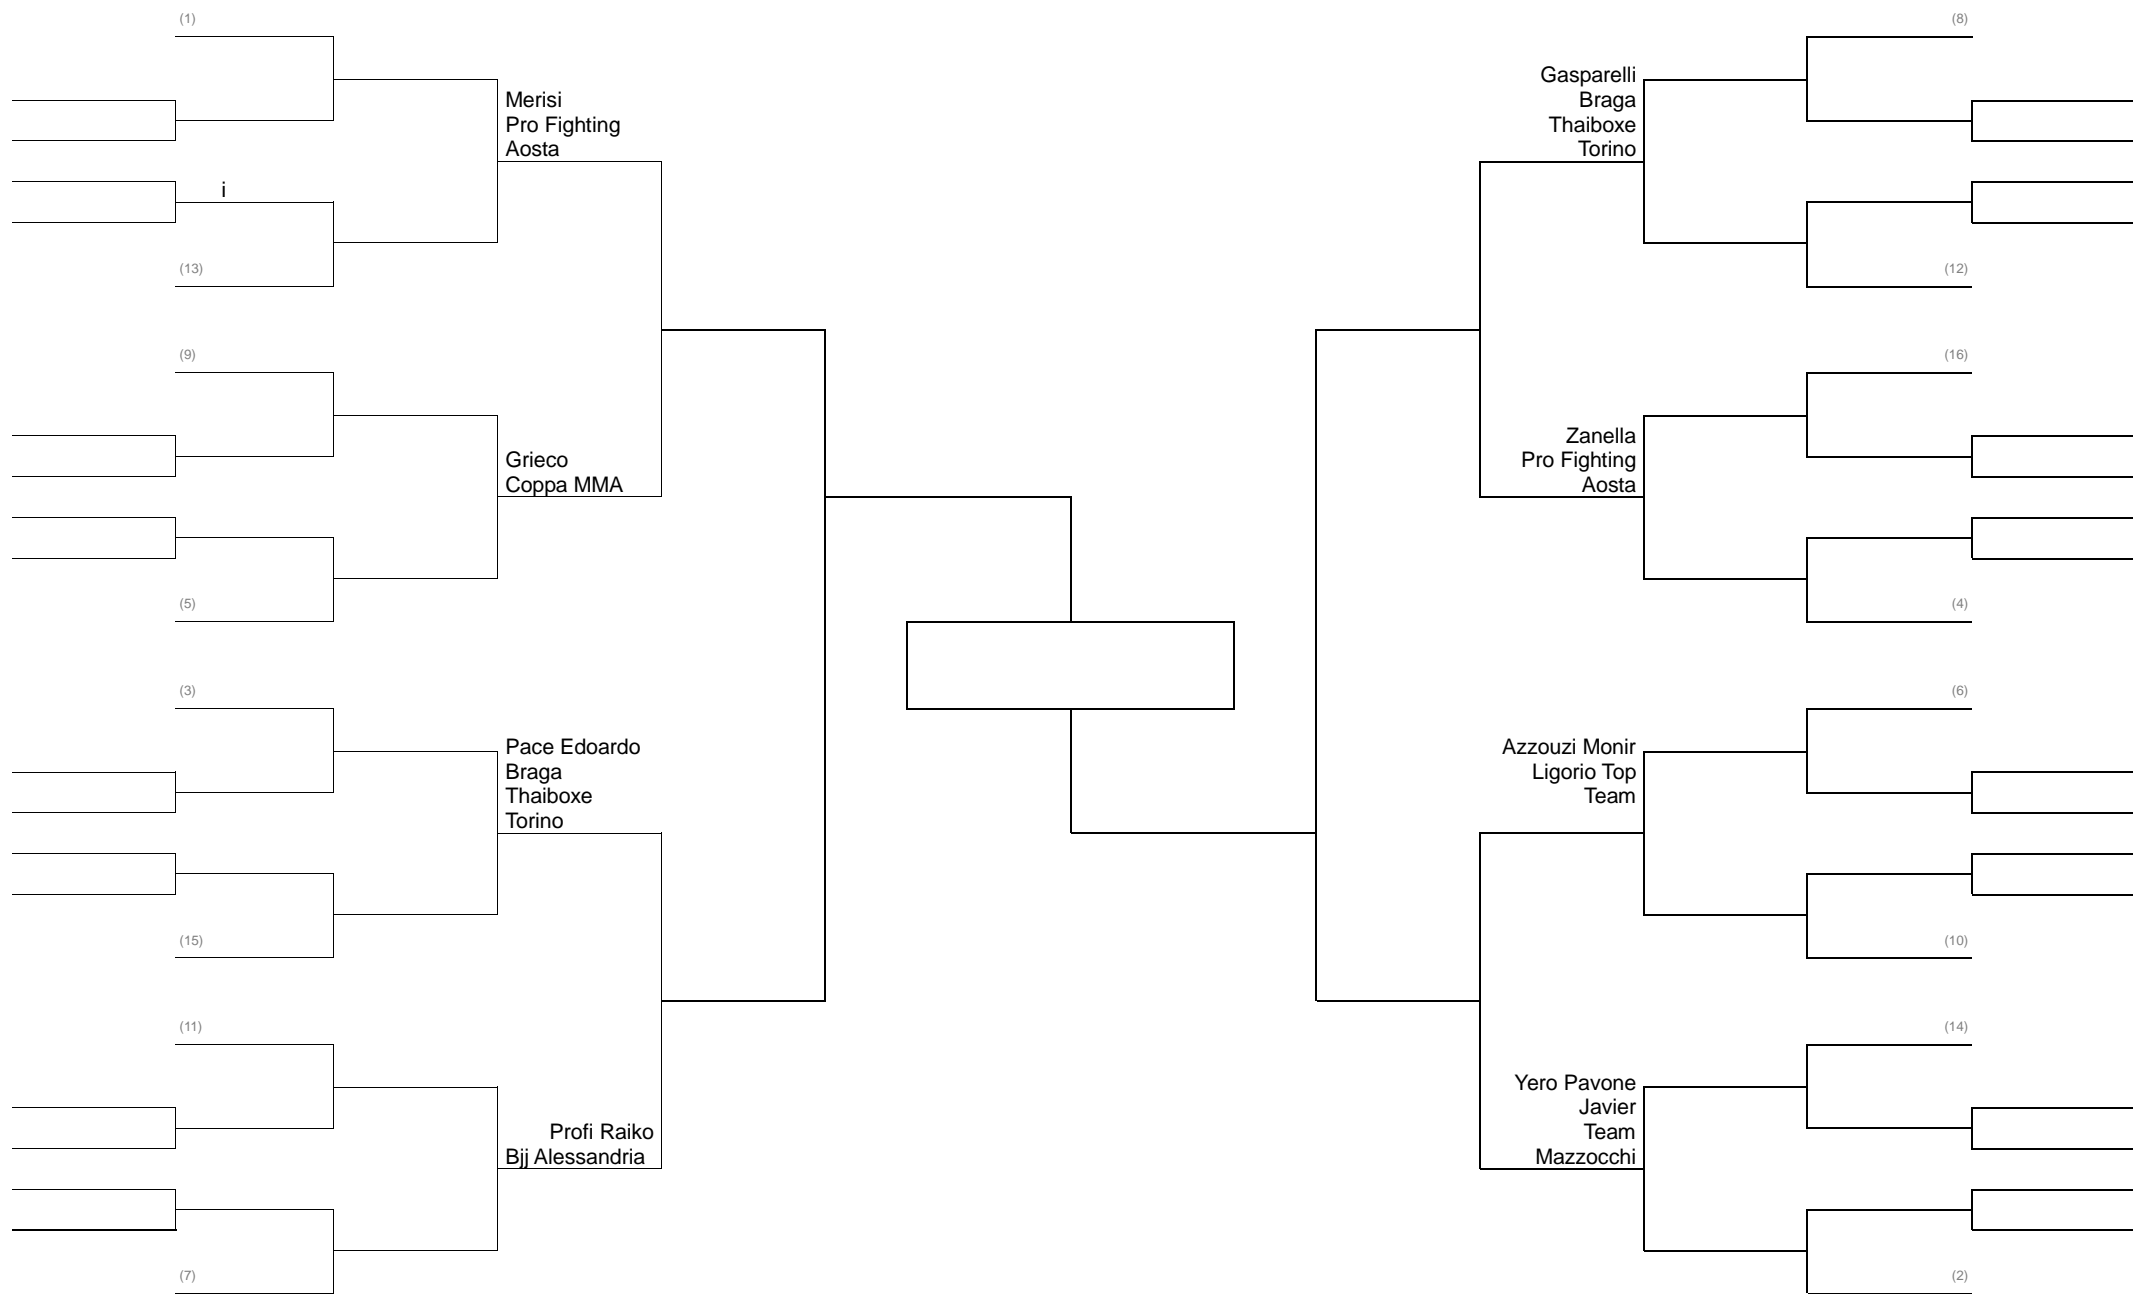 (1)
Merisi
Pro Fighting
Aosta
i
(13)
(9)
Grieco
Coppa MMA
(5)
(3)
Pace Edoardo
Braga
Thaiboxe
Torino
(15)
(11)
Profi Raiko
Bjj Alessandria
(7)
(8)
Gasparelli
Braga
Thaiboxe
Torino
(12)
(16)
Zanella
Pro Fighting
Aosta
(4)
(6)
Azzouzi Monir
Ligorio Top
Team
(10)
(14)
Yero Pavone
Javier
Team
Mazzocchi
(2)